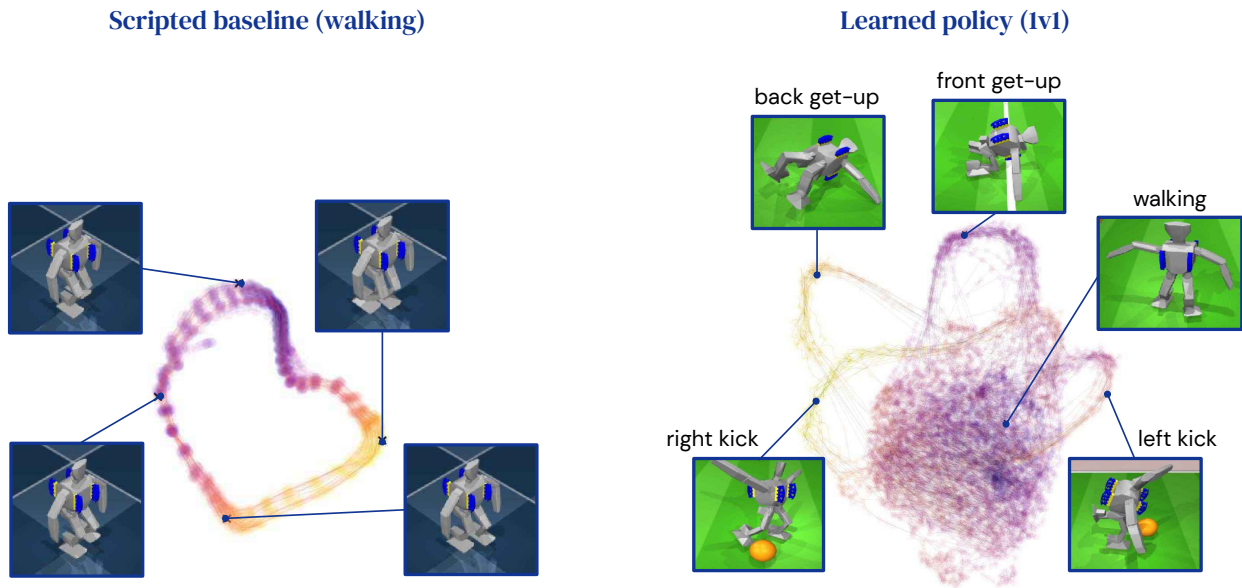 Scripted baseline (walking)
Learned policy (1v1)
back get-up
front get-up
walking
right kick
left kick